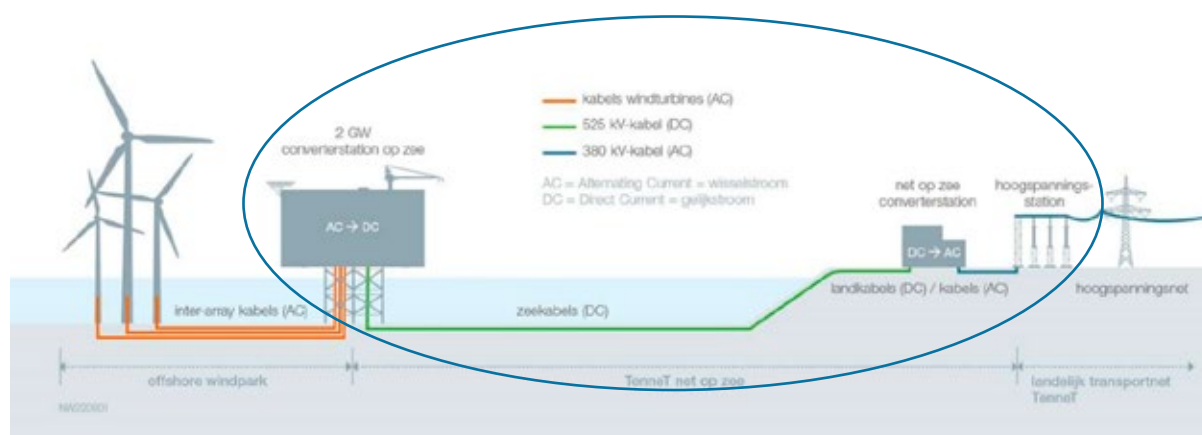 kabels windturbines (AC)
525 kV-kabel (DC)
380 kV-kabel (AC)
AC = Alternating Current = wisselstroom
DC = Direct Current = gelijkstroom
2 GW
converterstation op zee
AC → DC
net op zee
converterstation
DC → AC
hoogspannings-
station
inter-array kabels (AC)
zeekabels (DC)
landkabels (DC) / kabels (AC)
hoogspanningsnet
offshore windpark
TenneT net op zee
landelijk transportnet
TenneT